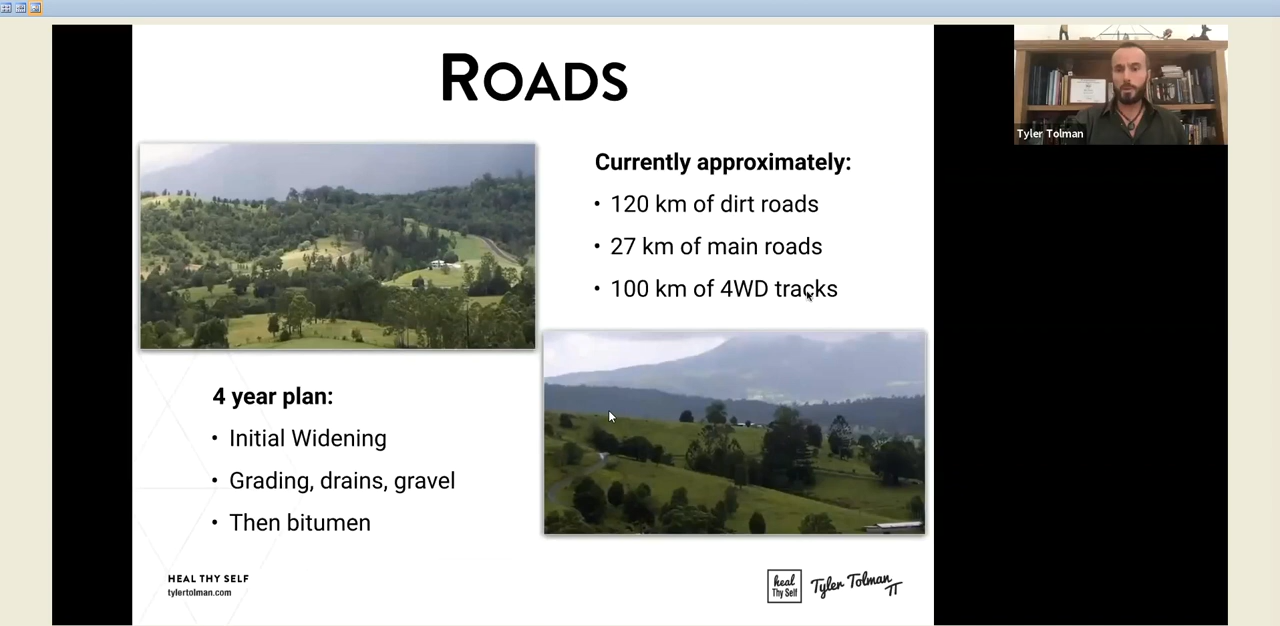 ROADS
Currently approximately:
• 120 km of dirt roads
• 27 km of main roads
• 100 km of 4WD tracks
4 year plan:
• Initial Widening
• Grading, drains, gravel
• Then bitumen
HEAL THY SELF
tylertolman.com
heal
Thy Self
Tyler Tolman
TT
Tyler Tolman